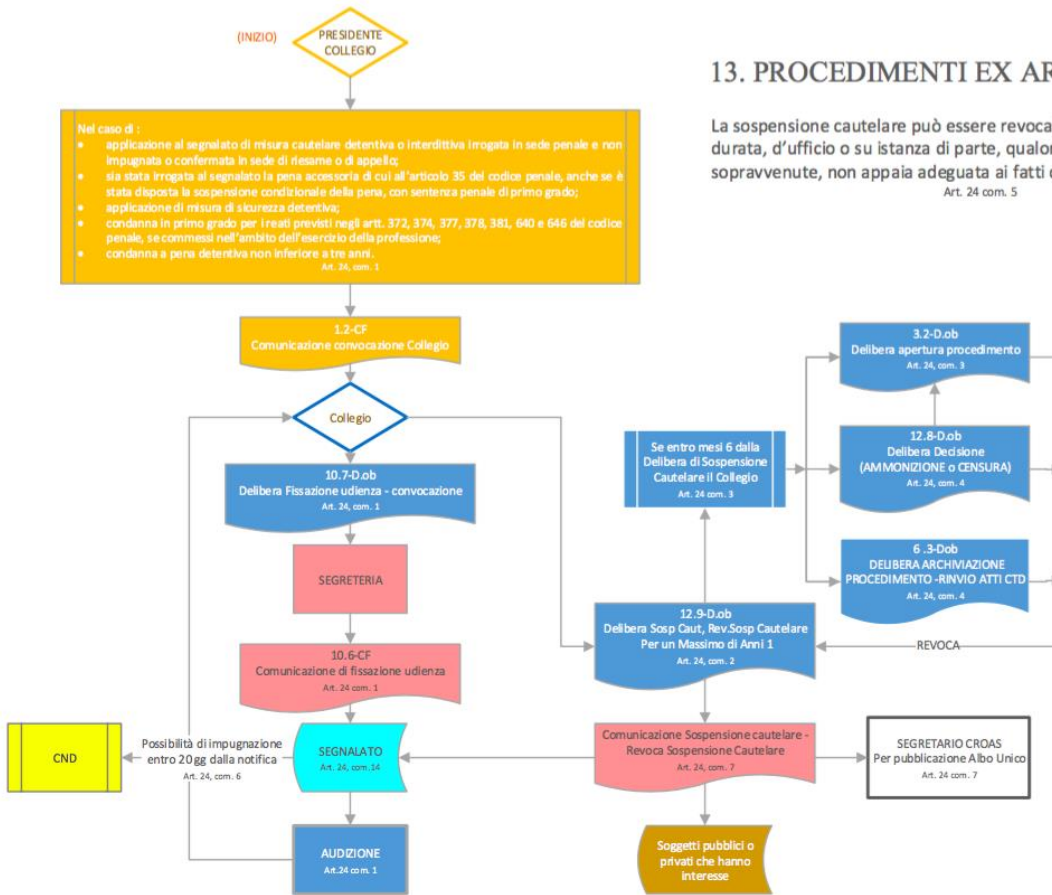 (INIZIO)
PRESIDENTE
COLLEGIO
13. PROCEDIMENTI EX AR
La sospensione cautelare può essere revoca
durata, d'ufficio o su istanza di parte, qualor
sopravvenute, non appaia adeguata ai fatti c
Art. 24 com. 5
Nel caso di :
• applicazione al segnalato di misura cautelare detentiva o interdittiva irrogata in sede penale e non
impugnata o confermata in sede di riesame o di appello;
• sia stata irrogata al segnalato la pena accessoria di cui all'articolo 35 del codice penale, anche se è
stata disposta la sospensione condizionale della pena, con sentenza penale di primo grado;
• applicazione di misura di sicurezza detentiva;
• condanna in primo grado per i reati previsti negli artt. 372, 374, 377, 378, 381, 640 e 646 del codice
penale, se commessi nell'ambito dell'esercizio della professione;
• condanna a pena detentiva non inferiore a tre anni.
Art. 24, com. 1
1.2-CF
Comunicazione convocazione Collegio
Collegio
10.7-D.ob
Delibera Fissazione udienza - convocazione
Art. 24, com. 1
SEGRETERIA
10.6-CF
Comunicazione di fissazione udienza
Art. 24 com. 1
SEGNALATO
Art. 24, com.14
Possibilità di impugnazione
entro 20 gg dalla notifica
Art. 24, com. 6
CND
AUDIZIONE
Art.24 com. 1
Se entro mesi 6 dalla
Delibera di Sospensione
Cautelare il Collegio
Art. 24 com. 3
3.2-D.ob
Delibera apertura procedimento
Art. 24, com. 3
12.8-D.ob
Delibera Decisione
(AMMONIZIONE o CENSURA)
Art. 24, com. 4
6 .3-Dob
DELIBERA ARCHIVIAZIONE
PROCEDIMENTO -RINVIO ATTI CTD
Art. 24, com. 4
12.9-D.ob
Delibera Sosp Caut, Rev.Sosp Cautelare
Per un Massimo di Anni 1
Art. 24, com. 2
REVOCA
Comunicazione Sospensione cautelare -
Revoca Sospensione Cautelare
Art. 24, com. 7
SEGRETARIO CROAS
Per pubblicazione Albo Unico
Art. 24 com. 7
Soggetti pubblici o
privati che hanno
interesse